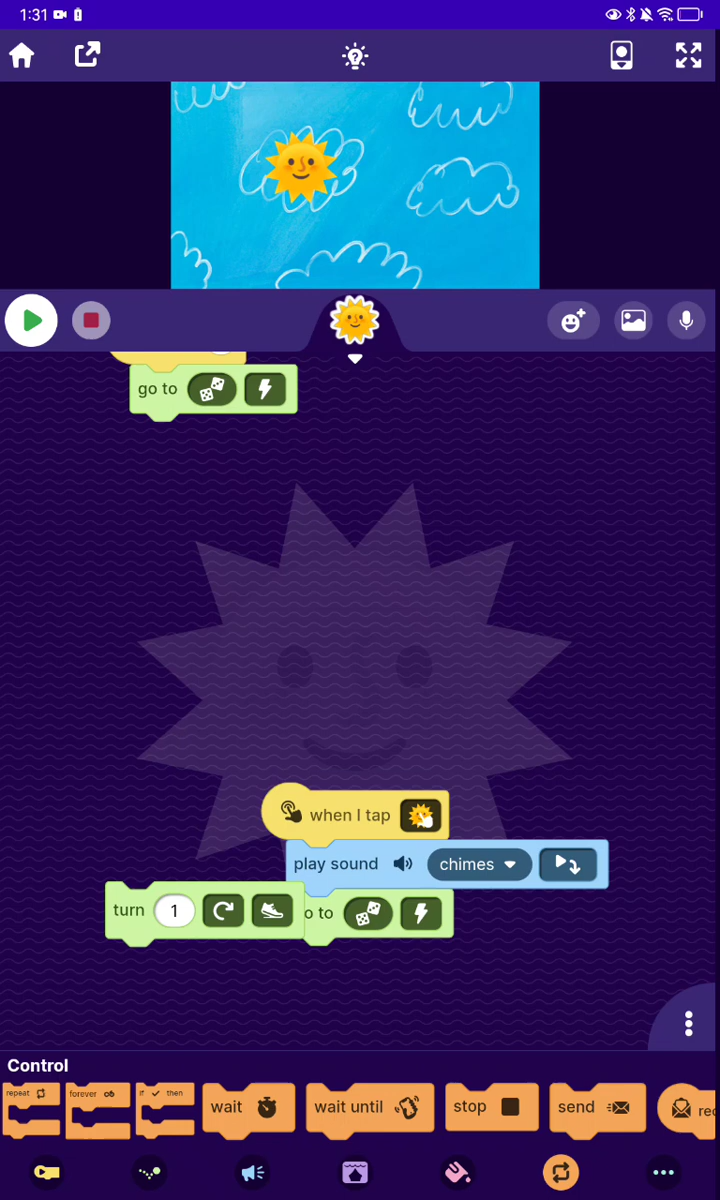 1:31
go to
when I tap
play sound chimes
turn 1
o to
Control
repeat forever if then wait wait until stop send rec